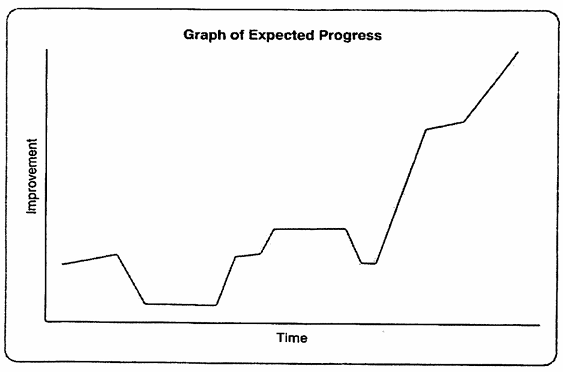 Graph of Expected Progress
Improvement
Time